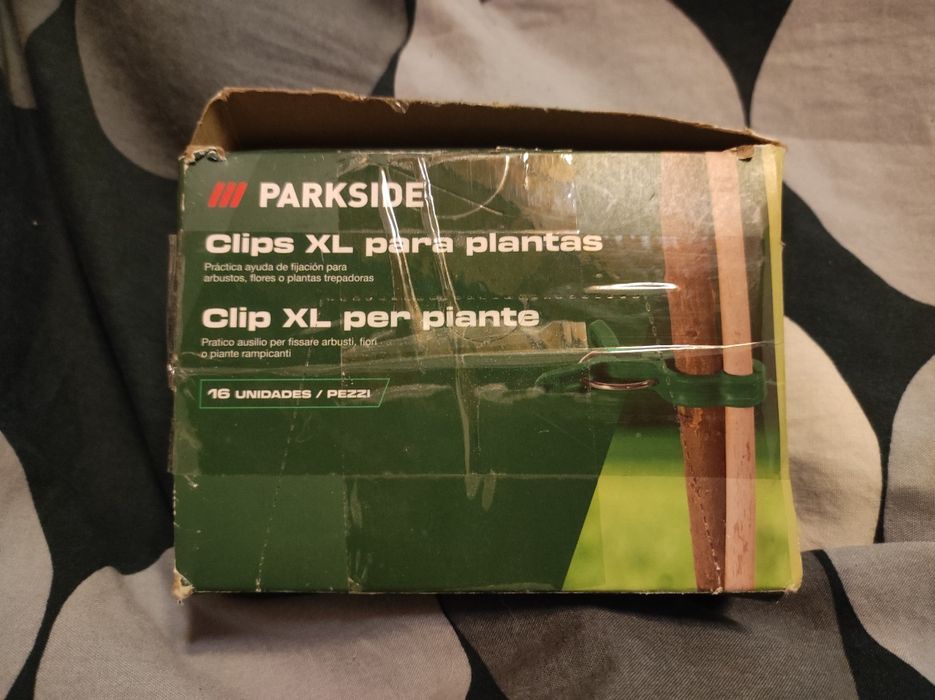 PARKSIDE
Clips XL para plantas
Práctica ayuda de fijación para
arbustos, flores o plantas trepadoras
Clip XL per piante
Pratico ausilio per fissare arbusti, fiori
o piante rampicanti
16 UNIDADES / PEZZI